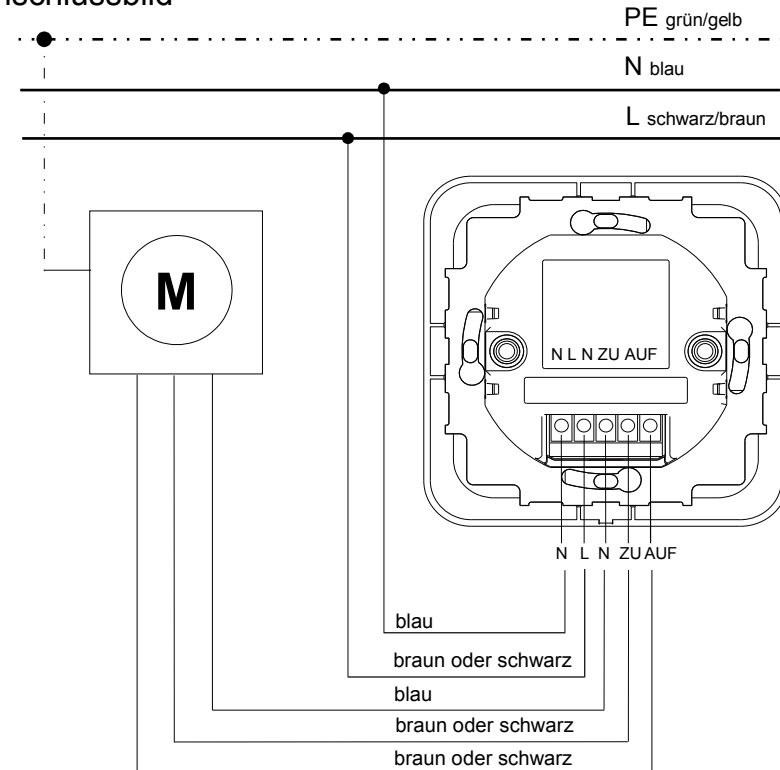 nschlussbild
PE grün/gelb
N blau
L schwarz/braun
M
N L N ZU AUF
N L N ZU AUF
blau
braun oder schwarz
blau
braun oder schwarz
braun oder schwarz